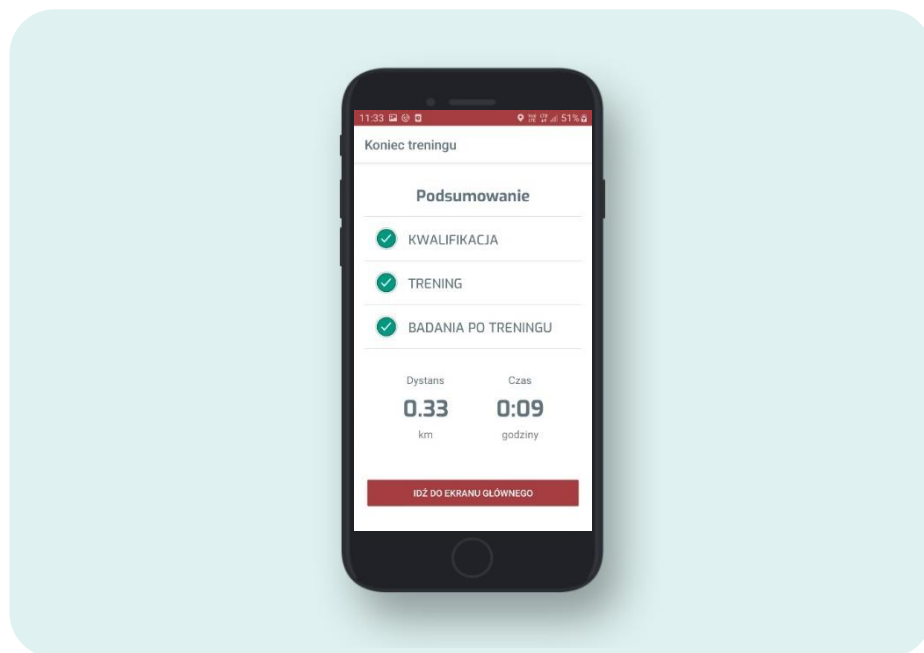 11:33 51%
Koniec treningu
Podsumowanie
KWALIFIKACJA
TRENING
BADANIA PO TRENINGU
Dystans Czas
0.33 0:09
km godziny
IDŹ DO EKRANU GŁÓWNEGO